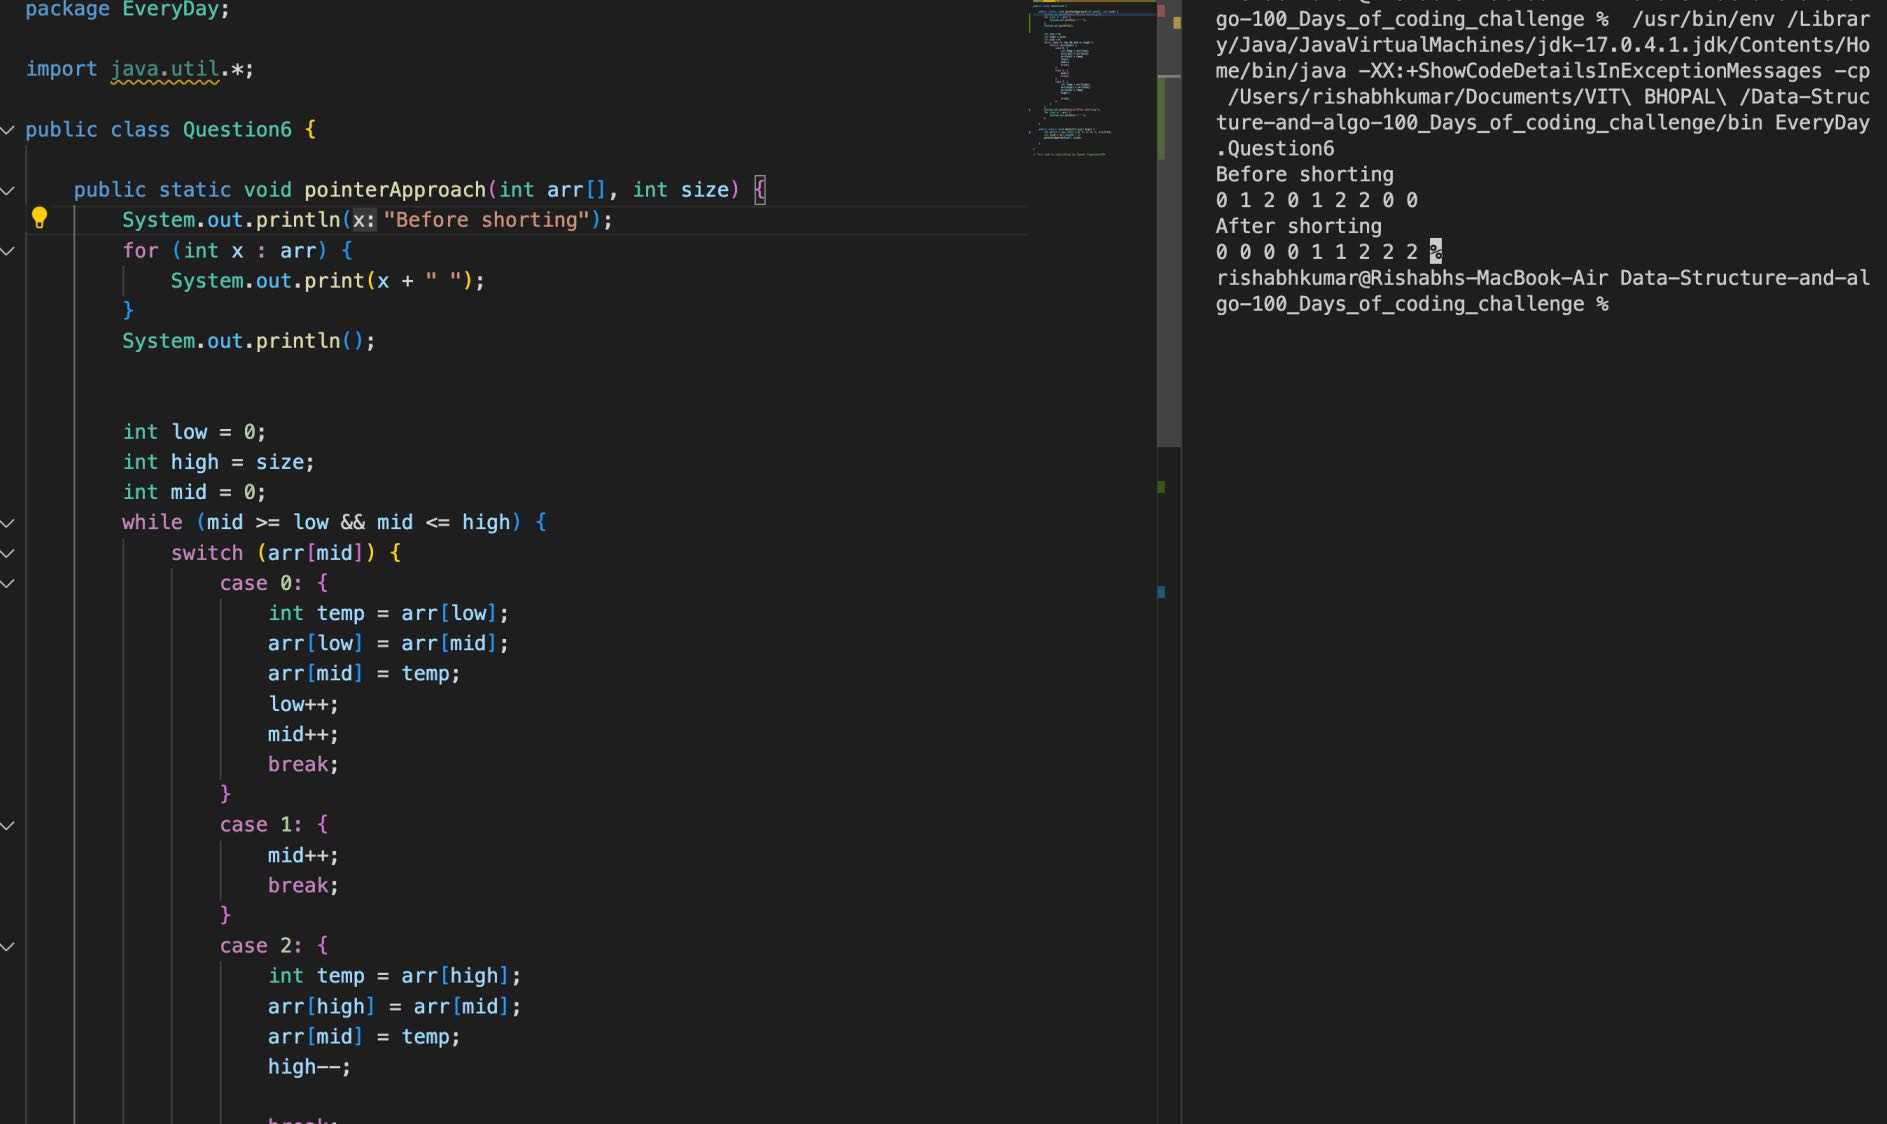 package EveryDay;
import java.util.*;
public class Question6 {
public static void pointerApproach(int arr[], int size) {
System.out.println(x: "Before shorting");
for (int x : arr) {
System.out.print(x + " ");
}
System.out.println();
int low = 0;
int high = size;
int mid = 0;
while (mid >= low && mid <= high) {
switch (arr[mid]) {
case 0: {
int temp = arr[low];
arr[low] = arr[mid];
arr[mid] = temp;
low++;
mid++;
break;
}
case 1: {
mid++;
break;
}
case 2: {
int temp = arr[high];
arr[high] = arr[mid];
arr[mid] = temp;
high--;
go-100_Days_of_coding_challenge %  /usr/bin/env /Librar
y/Java/JavaVirtualMachines/jdk-17.0.4.1.jdk/Contents/Ho
me/bin/java -XX:+ShowCodeDetailsInExceptionMessages -cp
/Users/rishabhkumar/Documents/VIT\ BHOPAL\ /Data-Struc
ture-and-algo-100_Days_of_coding_challenge/bin EveryDay
.Question6
Before shorting
0 1 2 0 1 2 2 0 0
After shorting
0 0 0 0 1 1 2 2 2 %
rishabhkumar@Rishabhs-MacBook-Air Data-Structure-and-al
go-100_Days_of_coding_challenge %